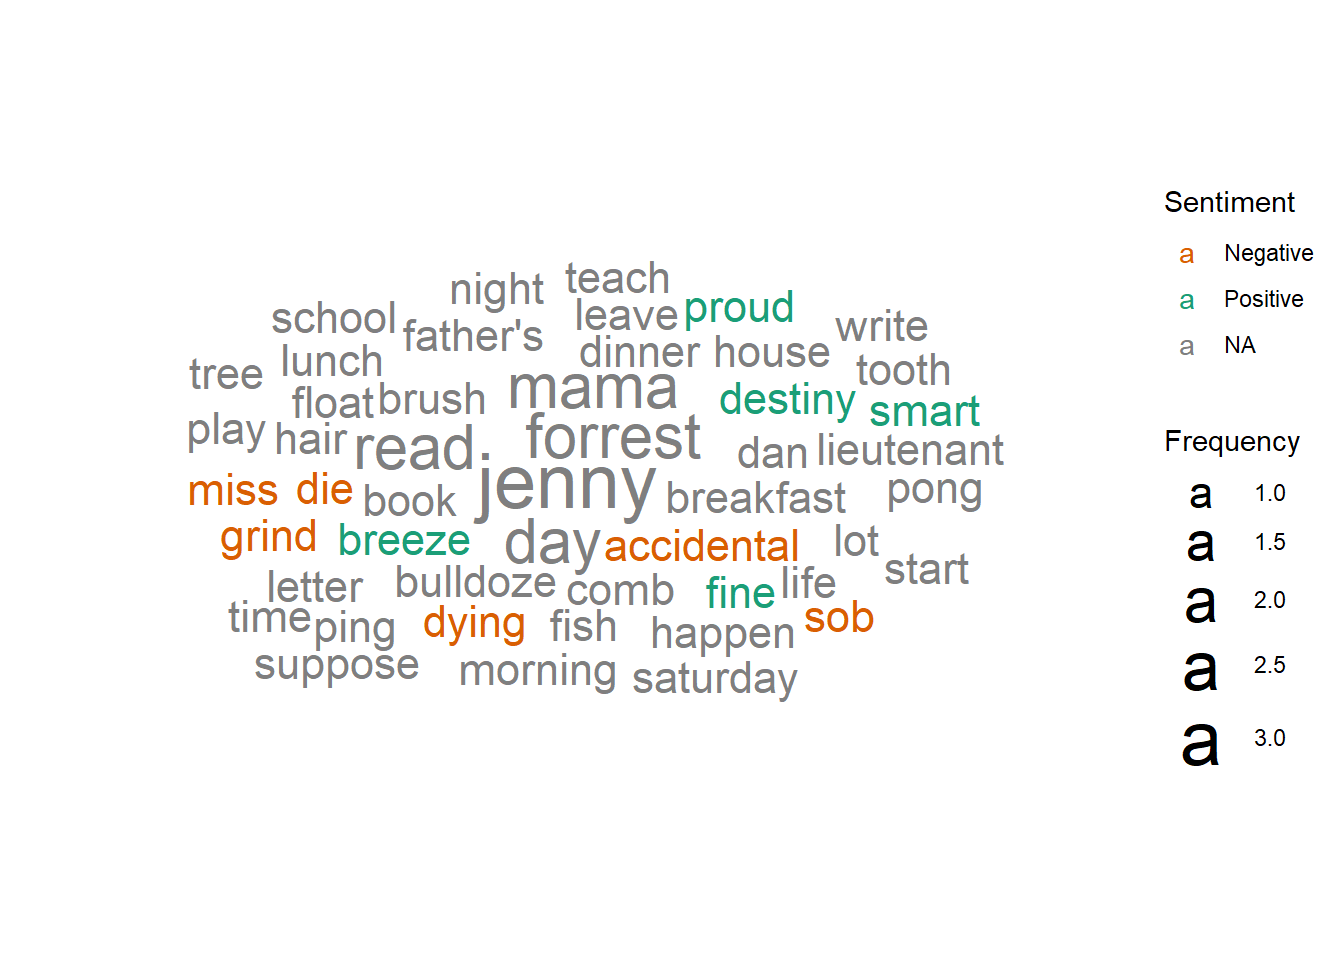 teach
night
proud
school
leave
write
father's
dinner house
lunch
tooth
tree
mama
destiny
float
brush
smart
play
hair
forrest
read
dan
lieutenant
jenny
miss
die
book
breakfast
pong
grind
breeze
day
accidental
lot
start
letter
bulldoze
comb
fine
life
time
ping
dying
fish
happen
sob
suppose
morning
saturday
Sentiment
a Negative
a Positive
a NA
Frequency
a 1.0
a 1.5
a 2.0
a 2.5
a 3.0